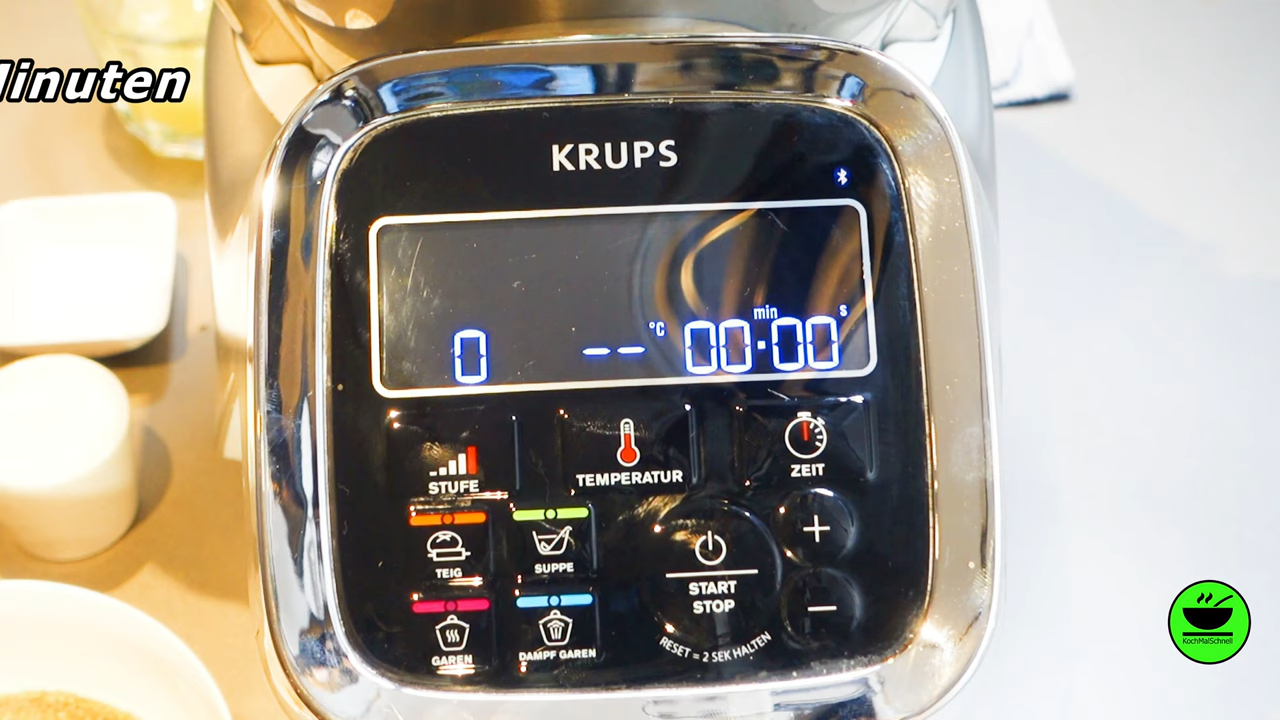 Minuten
KRUPS
0 -- °C 00:00 min s
STUFE
TEMPERATUR
ZEIT
TEIG
SUPPE
START
STOP
GAREN
DAMPF GAREN
RESET = 2 SEK HALTEN
KochMalSchnell